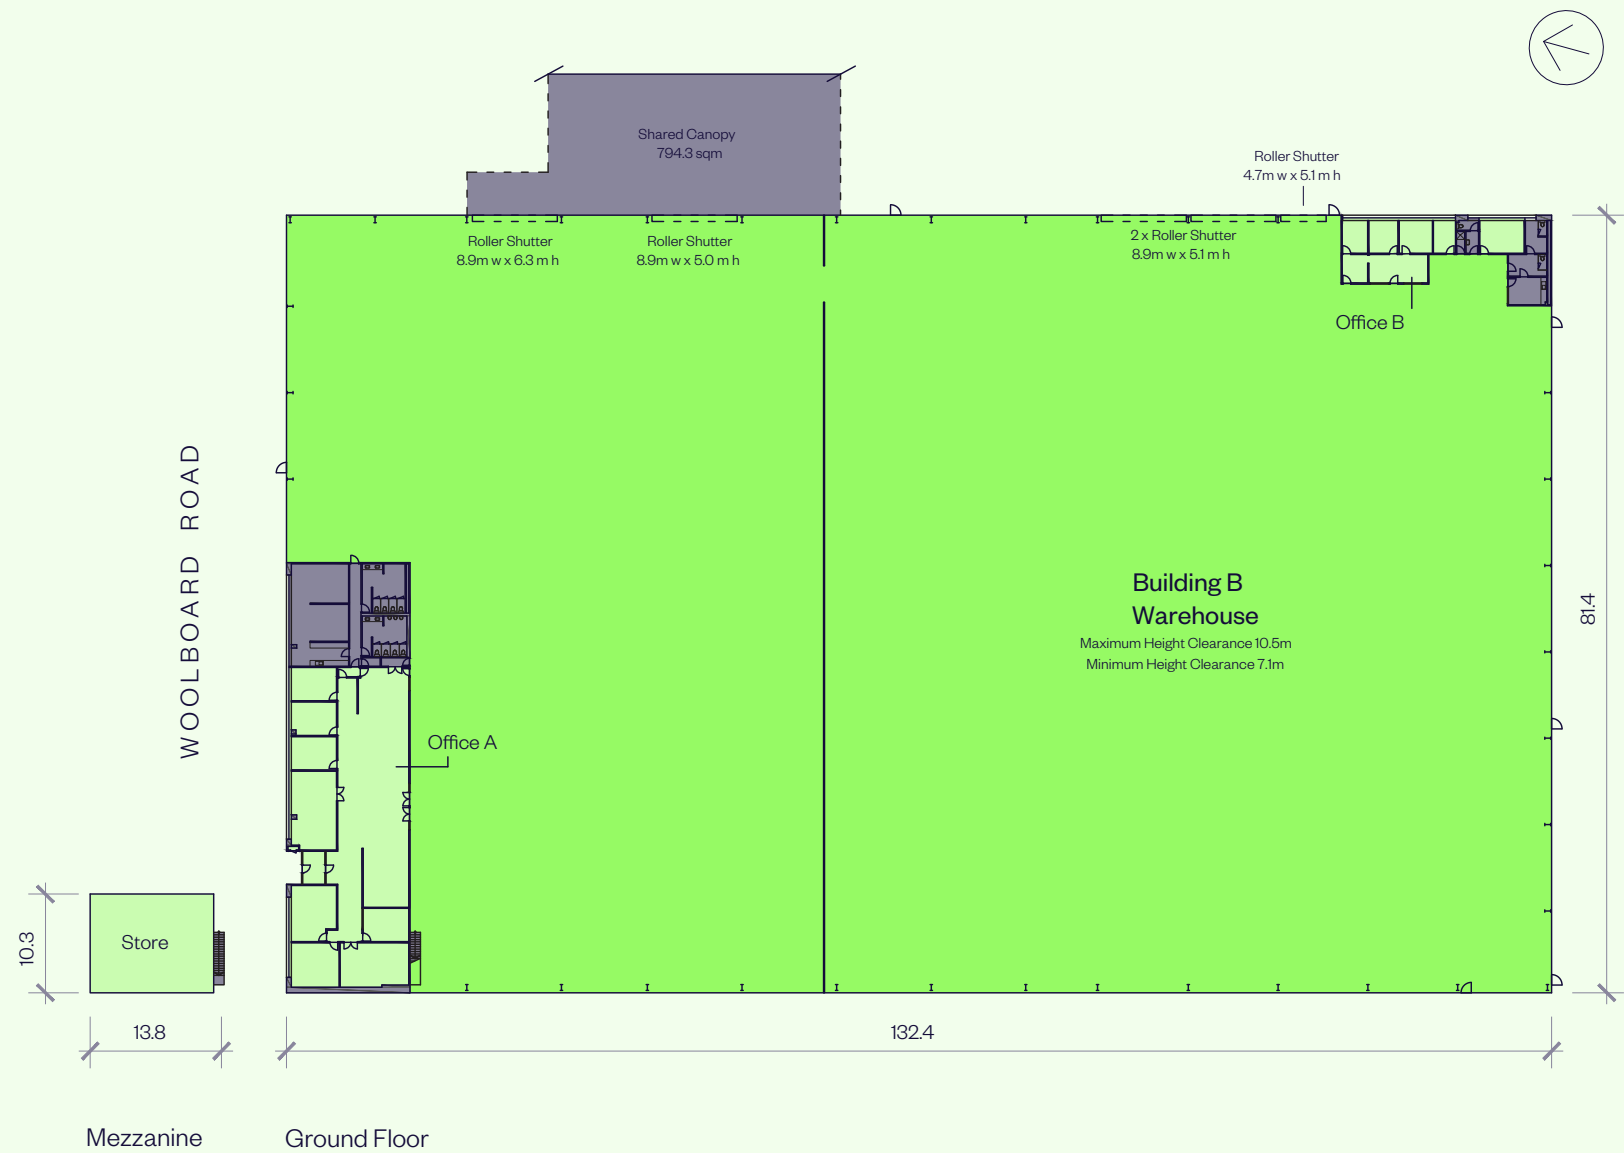 Shared Canopy
794.3 sqm
Roller Shutter
4.7m w x 5.1 m h
Roller Shutter
8.9m w x 6.3 m h
Roller Shutter
8.9m w x 5.0 m h
2 x Roller Shutter
8.9m w x 5.1 m h
Office B
WOOLBOARD ROAD
Building B
Warehouse
Maximum Height Clearance 10.5m
Minimum Height Clearance 7.1m
81.4
Office A
Store
10.3
13.8
132.4
Mezzanine
Ground Floor